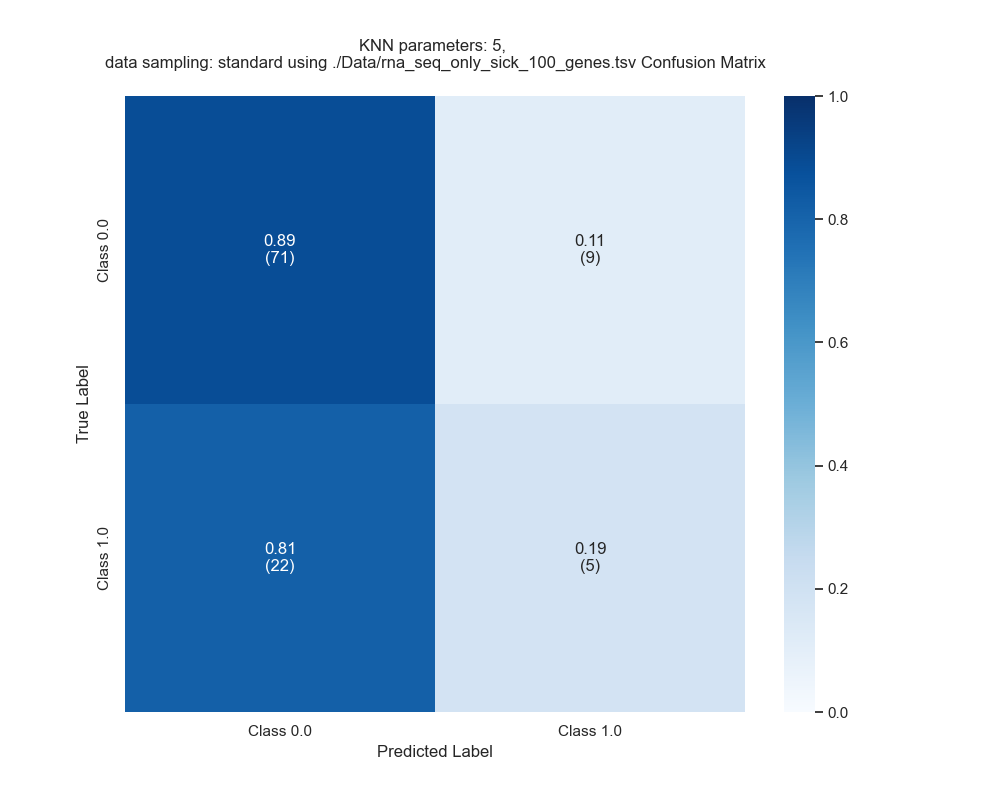 KNN parameters: 5,
data sampling: standard using ./Data/rna_seq_only_sick_100_genes.tsv Confusion Matrix
True Label
Class 0.0
0.89
(71)
0.11
(9)
Class 1.0
0.81
(22)
0.19
(5)
Class 0.0
Class 1.0
Predicted Label
1.0
0.8
0.6
0.4
0.2
0.0